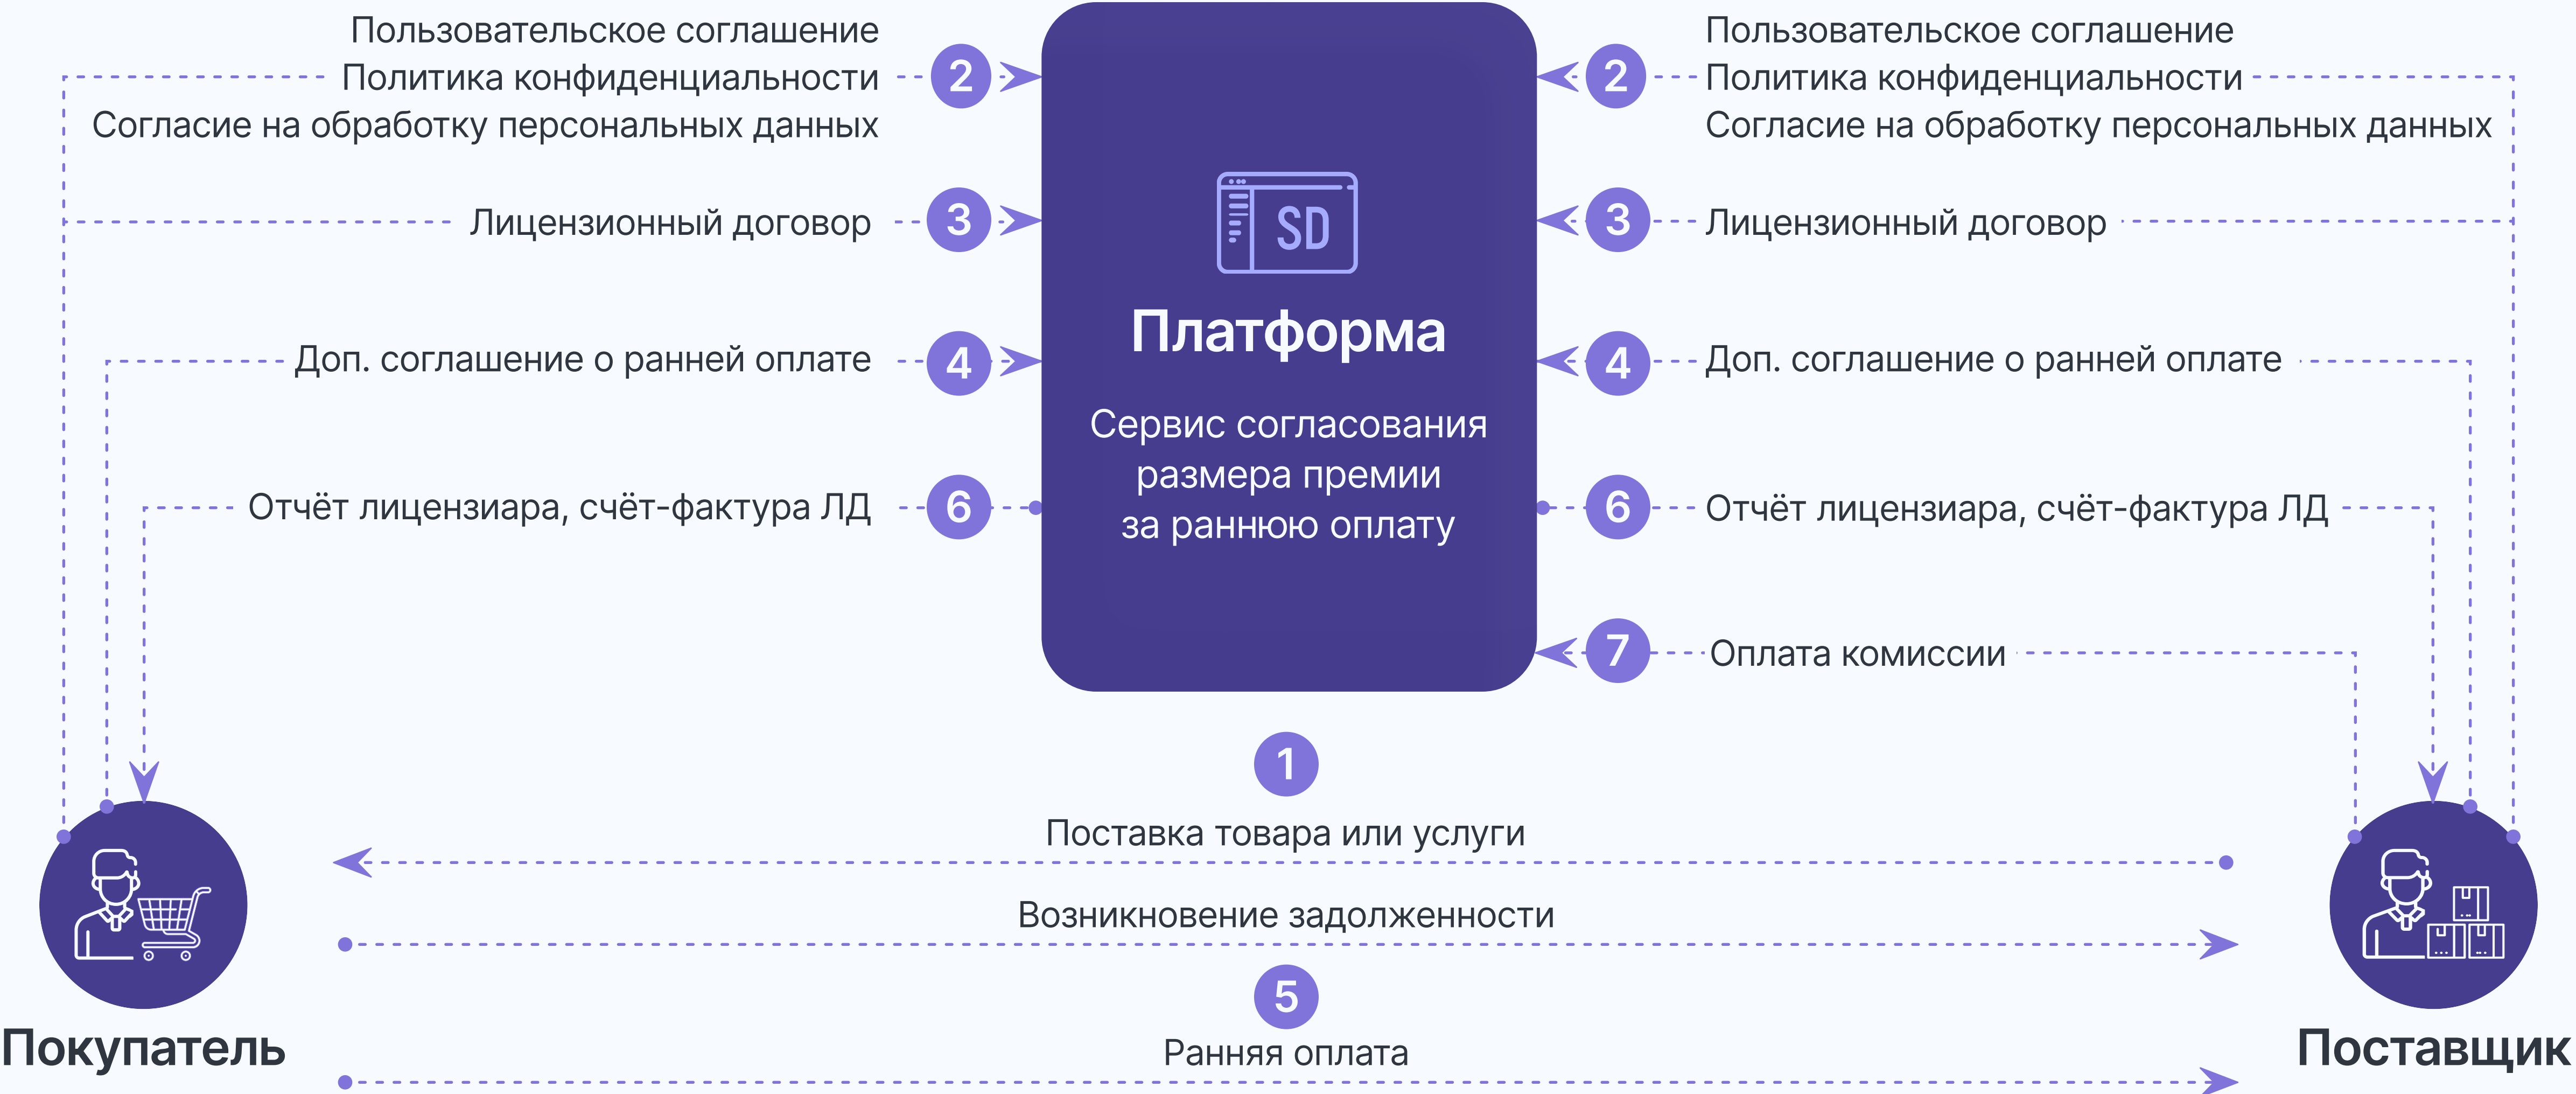 Пользовательское соглашение
Политика конфиденциальности
Согласие на обработку персональных данных
2
Лицензионный договор
3
Доп. соглашение о ранней оплате
4
Отчёт лицензиара, счёт-фактура ЛД
6
SD
Платформа
Сервис согласования
размера премии
за раннюю оплату
2
Пользовательское соглашение
Политика конфиденциальности
Согласие на обработку персональных данных
3
Лицензионный договор
4
Доп. соглашение о ранней оплате
6
Отчёт лицензиара, счёт-фактура ЛД
7
Оплата комиссии
1
Поставка товара или услуги
Возникновение задолженности
5
Ранняя оплата
Покупатель
Поставщик